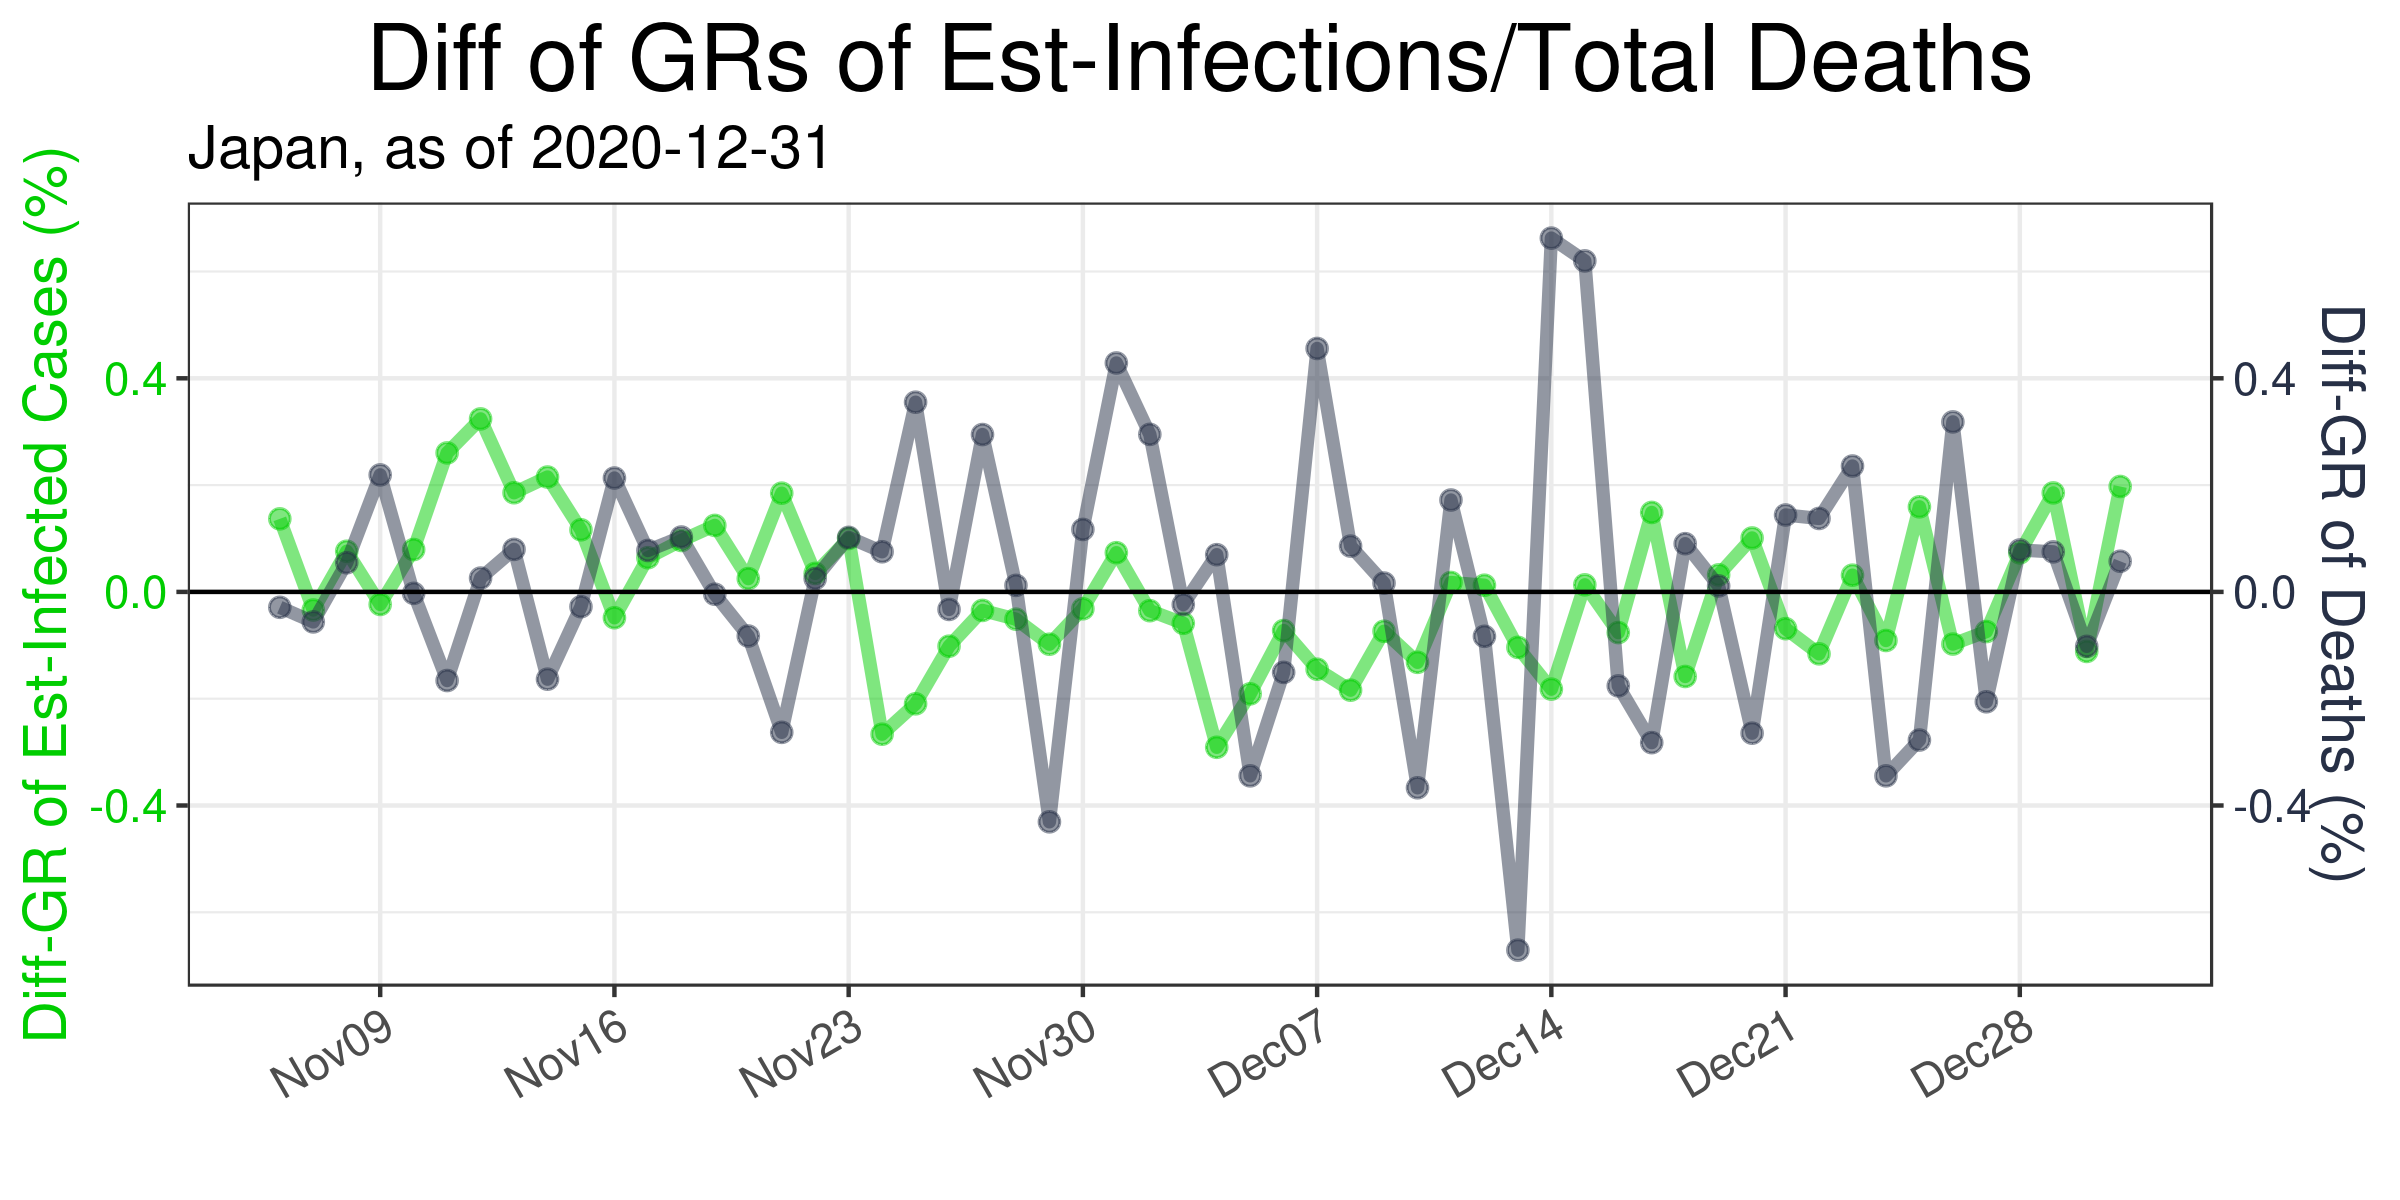 Diff of GRs of Est-Infections/Total Deaths
Japan, as of 2020-12-31
Diff-GR of Est-Infected Cases (%)
0.4
0.0
-0.4
0.4
0.0
-0.4
Diff-GR of Deaths (%)
Nov09
Nov16
Nov23
Nov30
Dec07
Dec14
Dec21
Dec28